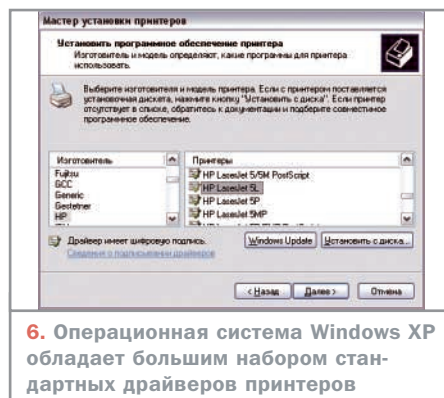 Мастер установки принтеров
Установить программное обеспечение принтера
Изготовитель и модель определяют, какие программы для принтера
использовать.
Выберите изготовителя и модель принтера. Если с принтером поставляется
установочная дискета, нажмите кнопку "Установить с диска". Если принтер
отсутствует в списке, обратитесь к документации и подберите совместимое
программное обеспечение.
Изготовитель
Принтеры
Fujitsu
GCC
Generic
Gestetner
HP
HP LaserJet 5/5M PostScript
HP LaserJet 5L
HP LaserJet 5P
HP LaserJet 5MP
Драйвер имеет цифровую подпись.
Сведения о подписывании драйверов
Windows Update
Установить с диска...
< Назад
Далее >
Отмена
6. Операционная система Windows XP
обладает большим набором стан-
дартных драйверов принтеров